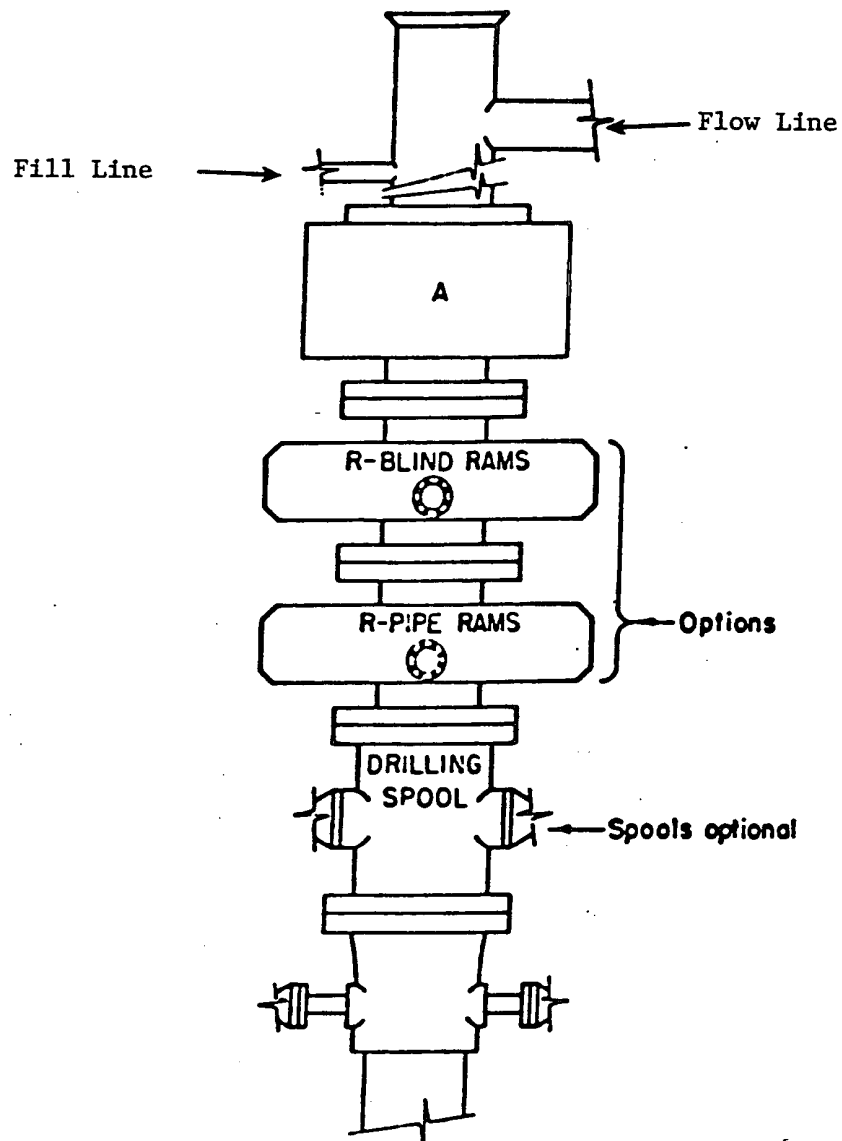 Flow Line
Fill Line
A
R-BLIND RAMS
R-PIPE RAMS
Options
DRILLING
SPOOL
Spools optional